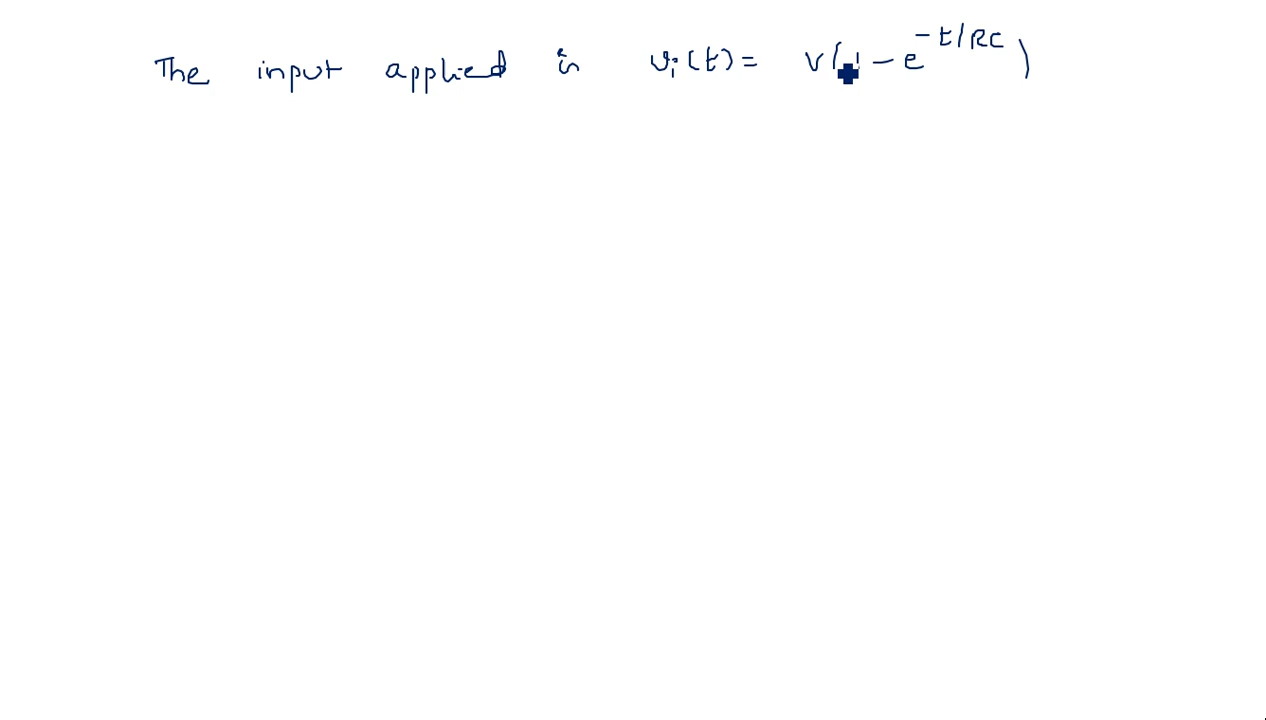 The input applied is vi(t) = V(1 - e^{-t/RC})